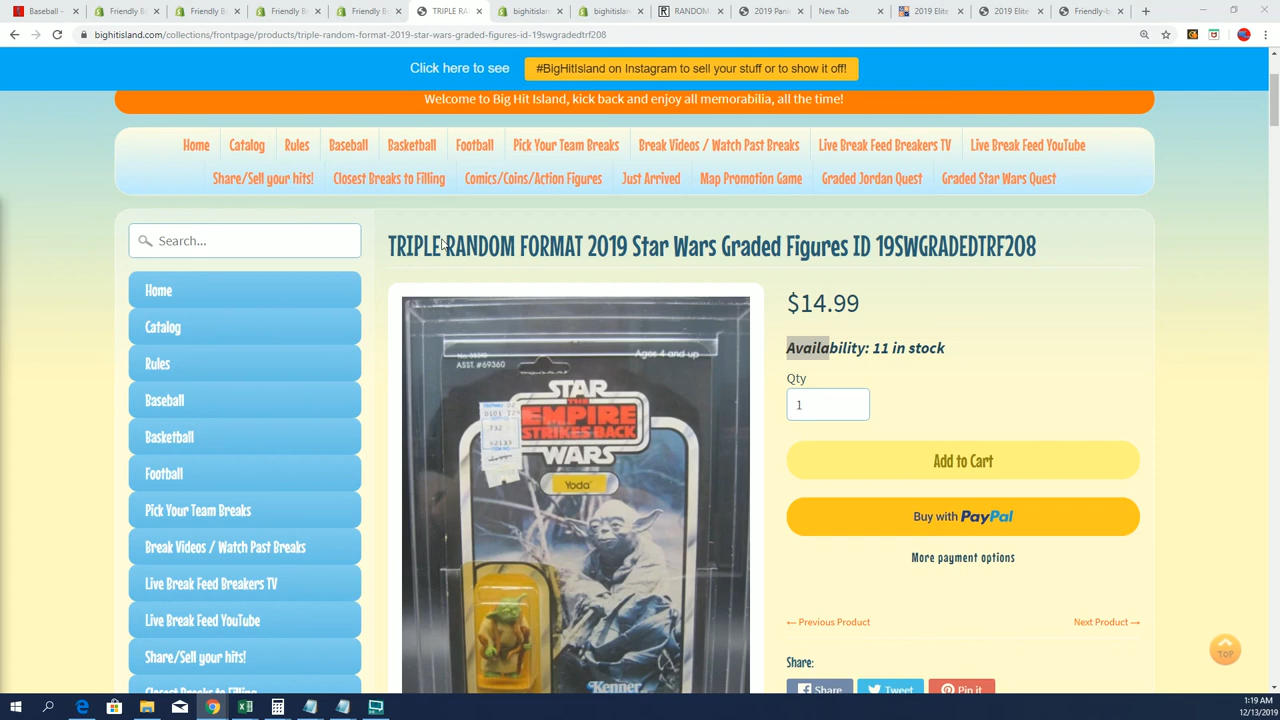 Baseball –
Friendly B
Friendly B
Friendly B
Friendly B
TRIPLE RA
bighitislan
bighitislan
RANDOM
2019 Pani
New Tab
2019 Elite
2019 Elite
Friendly-b
bighitisland.com/collections/frontpage/products/triple-random-format-2019-star-wars-graded-figures-id-19swgradedtrf208
Click here to see
#BigHitIsland on Instagram to sell your stuff or to show it off!
Welcome to Big Hit Island, kick back and enjoy all memorabilia, all the time!
Home Catalog Rules Baseball Basketball Football Pick Your Team Breaks Break Videos / Watch Past Breaks Live Break Feed Breakers TV Live Break Feed YouTube
Share/Sell your hits! Closest Breaks to Filling Comics/Coins/Action Figures Just Arrived Map Promotion Game Graded Jordan Quest Graded Star Wars Quest
Search...
Home
Catalog
Rules
Baseball
Basketball
Football
Pick Your Team Breaks
Break Videos / Watch Past Breaks
Live Break Feed Breakers TV
Live Break Feed YouTube
Share/Sell your hits!
Closest Breaks to Filling
TRIPLE RANDOM FORMAT 2019 Star Wars Graded Figures ID 19SWGRADEDTRF208
ASST. #69360
Ages 4 and up
STAR
THE
EMPIRE
STRIKES BACK
WARS
Yoda
Kenner
$14.99
Availability: 11 in stock
Qty
1
Add to Cart
Buy with PayPal
More payment options
← Previous Product
Next Product →
Share:
Share
Tweet
Pin it
TOP
1:19 AM
12/13/2019